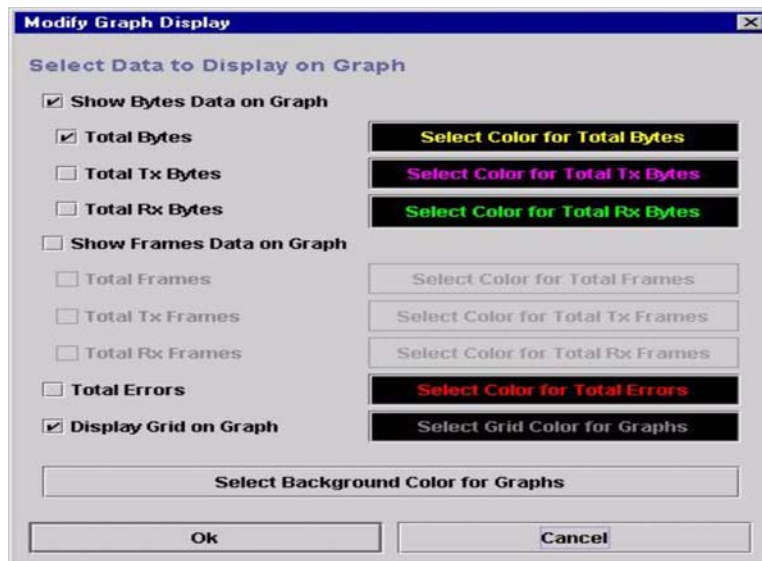 Modify Graph Display
Select Data to Display on Graph
Show Bytes Data on Graph
Total Bytes
Select Color for Total Bytes
Total Tx Bytes
Select Color for Total Tx Bytes
Total Rx Bytes
Select Color for Total Rx Bytes
Show Frames Data on Graph
Total Frames
Select Color for Total Frames
Total Tx Frames
Select Color for Total Tx Frames
Total Rx Frames
Select Color for Total Rx Frames
Total Errors
Select Color for Total Errors
Display Grid on Graph
Select Grid Color for Graphs
Select Background Color for Graphs
Ok
Cancel